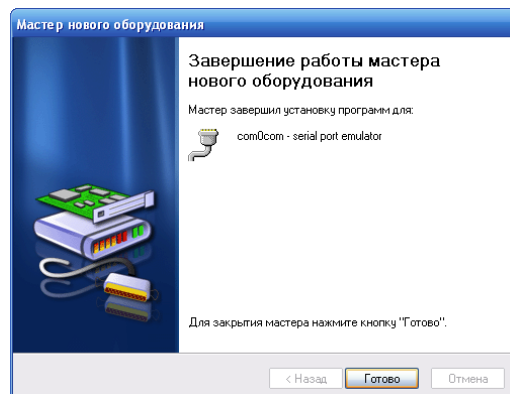 Мастер нового оборудования
Завершение работы мастера
нового оборудования
Мастер завершил установку программ для:
com0com - serial port emulator
Для закрытия мастера нажмите кнопку "Готово".
< Назад
Готово
Отмена